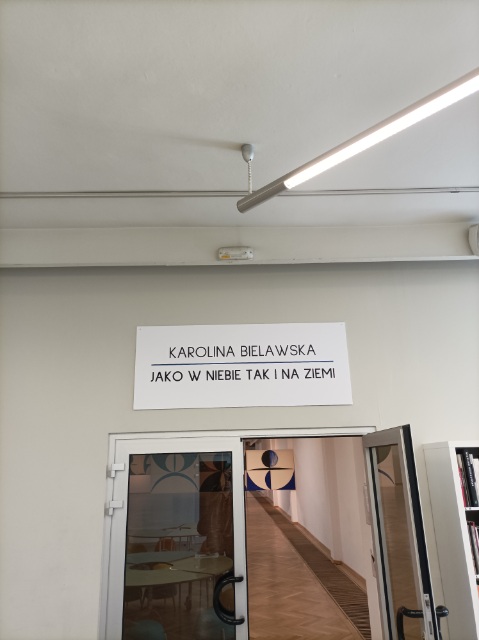 KAROLINA BIELAWSKA
JAKO W NIEBIE TAK I NA ZIEMI